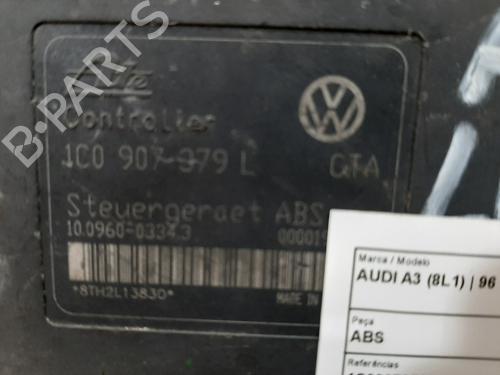 Ate
Controller
1C0 907 379 L GTA
Steuergeraet ABS
10.0960-0334.3
*8TH2L13830*
MADE IN
Marca / Modelo
AUDI A3 (8L1) | 96
Peça
ABS
Referências
B-PARTS